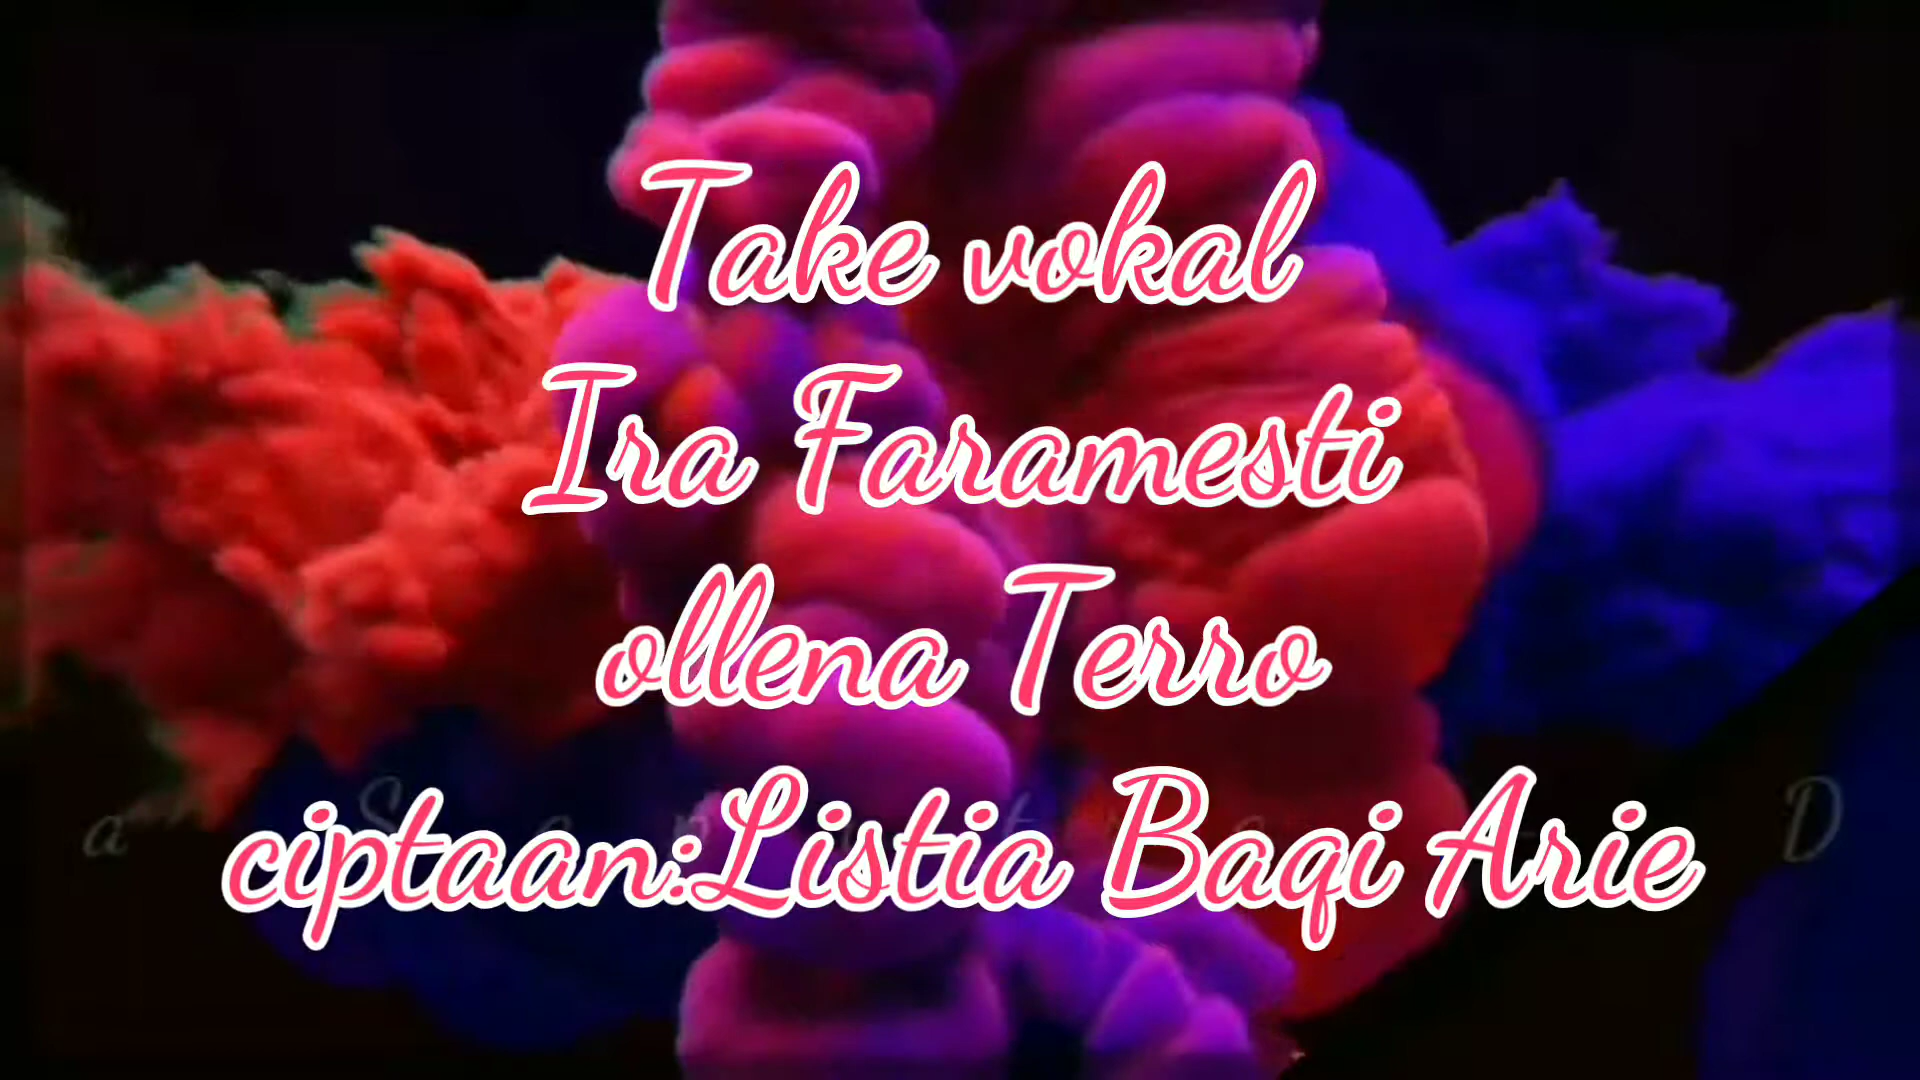 Take vokal
Ira Faramesti
ollena Terro
ciptaan:Listia Baqi Arie